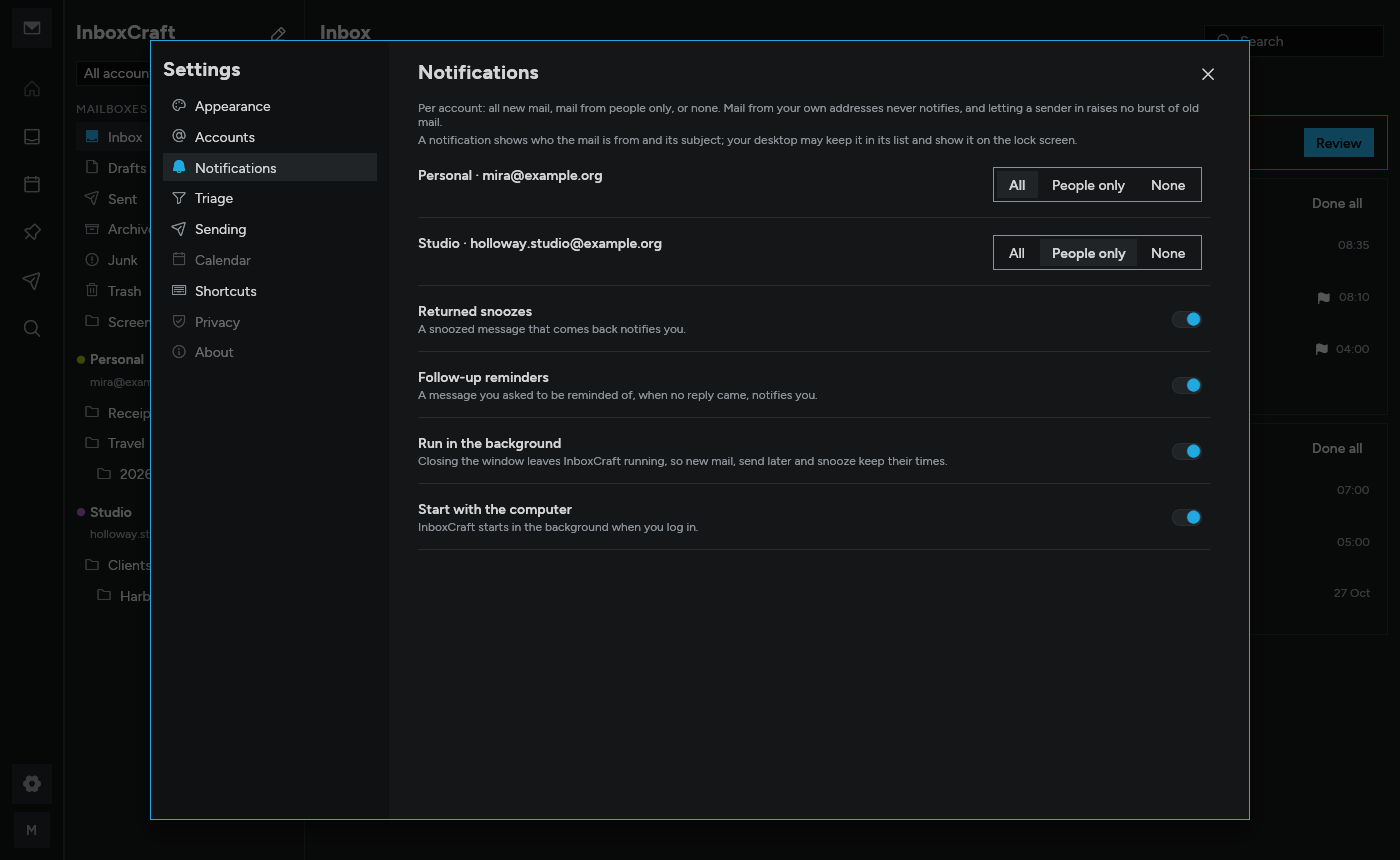 InboxCraft
Inbox
Search
All accoun
MAILBOXES
Inbox
Drafts
Sent
Archiv
Junk
Trash
Screen
Personal
mira@exam
Receip
Travel
2026
Studio
holloway.st
Clients
Harb
M
Settings
Appearance
Accounts
Notifications
Triage
Sending
Calendar
Shortcuts
Privacy
About
Notifications
Per account: all new mail, mail from people only, or none. Mail from your own addresses never notifies, and letting a sender in raises no burst of old
mail.
A notification shows who the mail is from and its subject; your desktop may keep it in its list and show it on the lock screen.
Personal · mira@example.org
All People only None
Studio · holloway.studio@example.org
All People only None
Returned snoozes
A snoozed message that comes back notifies you.
Follow-up reminders
A message you asked to be reminded of, when no reply came, notifies you.
Run in the background
Closing the window leaves InboxCraft running, so new mail, send later and snooze keep their times.
Start with the computer
InboxCraft starts in the background when you log in.
Review
Done all
08:35
08:10
04:00
Done all
07:00
05:00
27 Oct